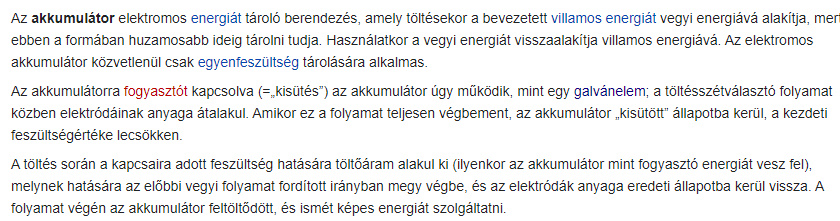 Az akkumulátor elektromos energiát tároló berendezés, amely töltésekor a bevezetett villamos energiát vegyi energiává alakítja, mert
ebben a formában huzamosabb ideig tárolni tudja. Használatkor a vegyi energiát visszaalakítja villamos energiává. Az elektromos
akkumulátor közvetlenül csak egyenfeszültség tárolására alkalmas.
Az akkumulátorra fogyasztót kapcsolva (=„kisütés”) az akkumulátor úgy működik, mint egy galvánelem; a töltésszétválasztó folyamat
közben elektródáinak anyaga átalakul. Amikor ez a folyamat teljesen végbement, az akkumulátor „kisütött” állapotba kerül, a kezdeti
feszültségértéke lecsökken.
A töltés során a kapcsaira adott feszültség hatására töltőáram alakul ki (ilyenkor az akkumulátor mint fogyasztó energiát vesz fel),
melynek hatására az előbbi vegyi folyamat fordított irányban megy végbe, és az elektródák anyaga eredeti állapotba kerül vissza. A
folyamat végén az akkumulátor feltöltődött, és ismét képes energiát szolgáltatni.